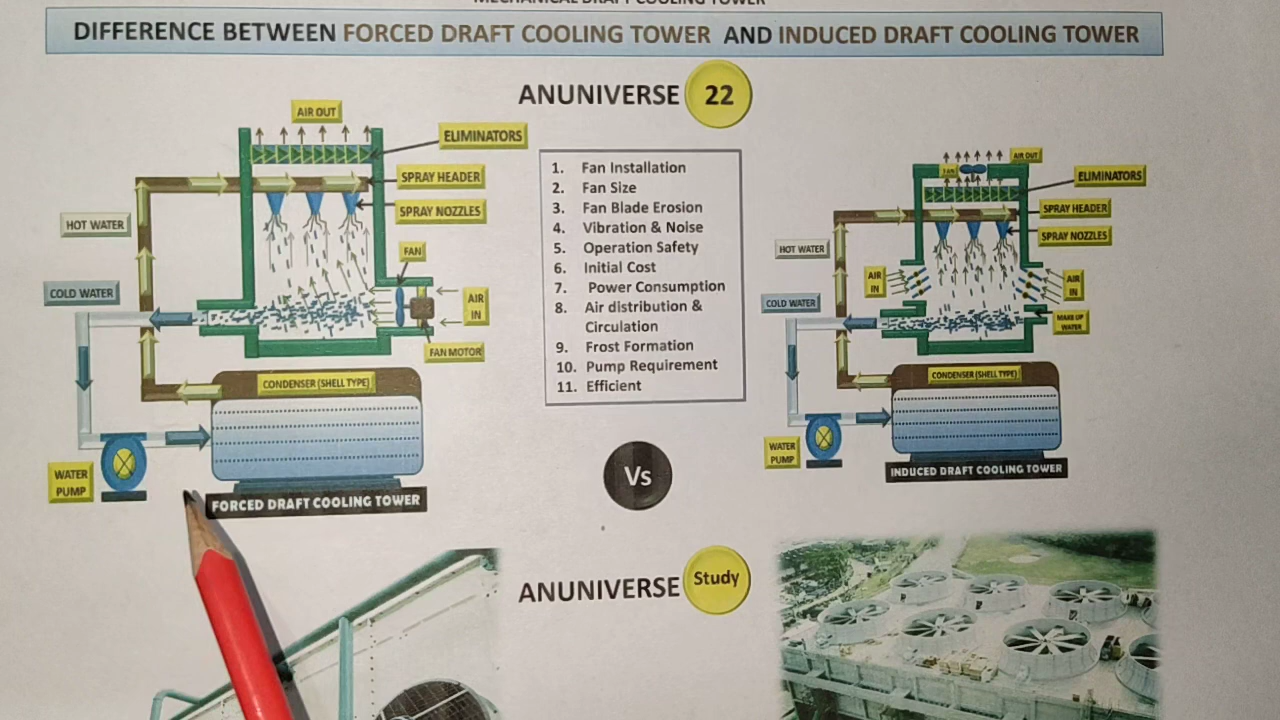 MECHANICAL DRAFT COOLING TOWER
DIFFERENCE BETWEEN FORCED DRAFT COOLING TOWER AND INDUCED DRAFT COOLING TOWER
ANUNIVERSE 22
AIR OUT
ELIMINATORS
SPRAY HEADER
SPRAY NOZZLES
HOT WATER
FAN
COLD WATER
AIR
IN
FAN MOTOR
CONDENSER (SHELL TYPE)
WATER
PUMP
FORCED DRAFT COOLING TOWER
1. Fan Installation
2. Fan Size
3. Fan Blade Erosion
4. Vibration & Noise
5. Operation Safety
6. Initial Cost
7. Power Consumption
8. Air distribution &
Circulation
9. Frost Formation
10. Pump Requirement
11. Efficient
Vs
AIR OUT
FAN
ELIMINATORS
SPRAY HEADER
SPRAY NOZZLES
HOT WATER
AIR
IN
AIR
IN
COLD WATER
MAKE UP
WATER
CONDENSER (SHELL TYPE)
WATER
PUMP
INDUCED DRAFT COOLING TOWER
ANUNIVERSE Study